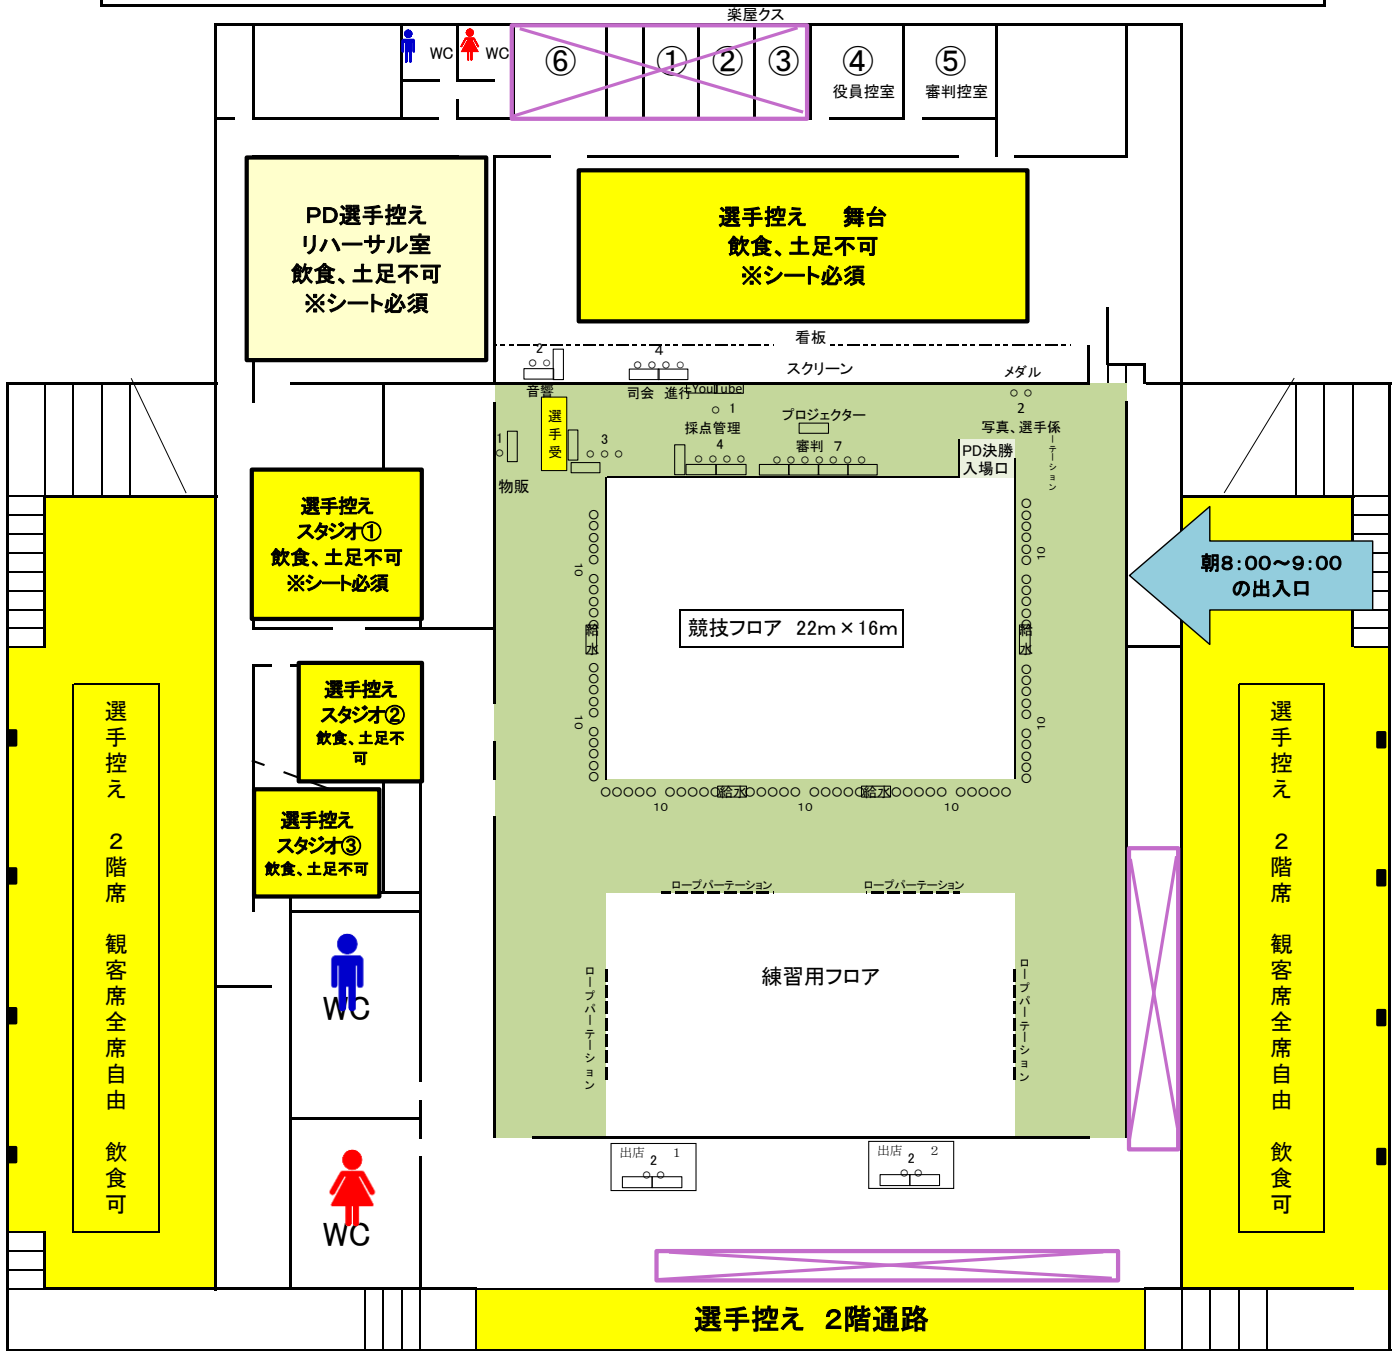 楽屋クス
WC
WC
⑥
①
②
③
④
役員控室
⑤
審判控室
PD選手控え
リハーサル室
飲食、土足不可
※シート必須
選手控え 舞台
飲食、土足不可
※シート必須
看板
スクリーン
2
音響
4
司会 進行
YouTube
1
採点管理
4
プロジェクター
審判 7
メダル
2
写真、選手係
PD決勝
入場口
ーテーション
選手受
3
1
物販
選手控え
スタジオ①
飲食、土足不可
※シート必須
朝8:00~9:00
の出入口
10
10
競技フロア 22m×16m
給水
給水
選手控え
スタジオ②
飲食、土足不
可
10
10
給水
給水
10
10
10
選手控え
スタジオ③
飲食、土足不可
選手控え 2階席 観客席全席自由 飲食可
選手控え 2階席 観客席全席自由 飲食可
ロープパーテーション
ロープパーテーション
ロープパーテーション
ロープパーテーション
練習用フロア
WC
WC
出店 1
2
出店 2
2
選手控え 2階通路